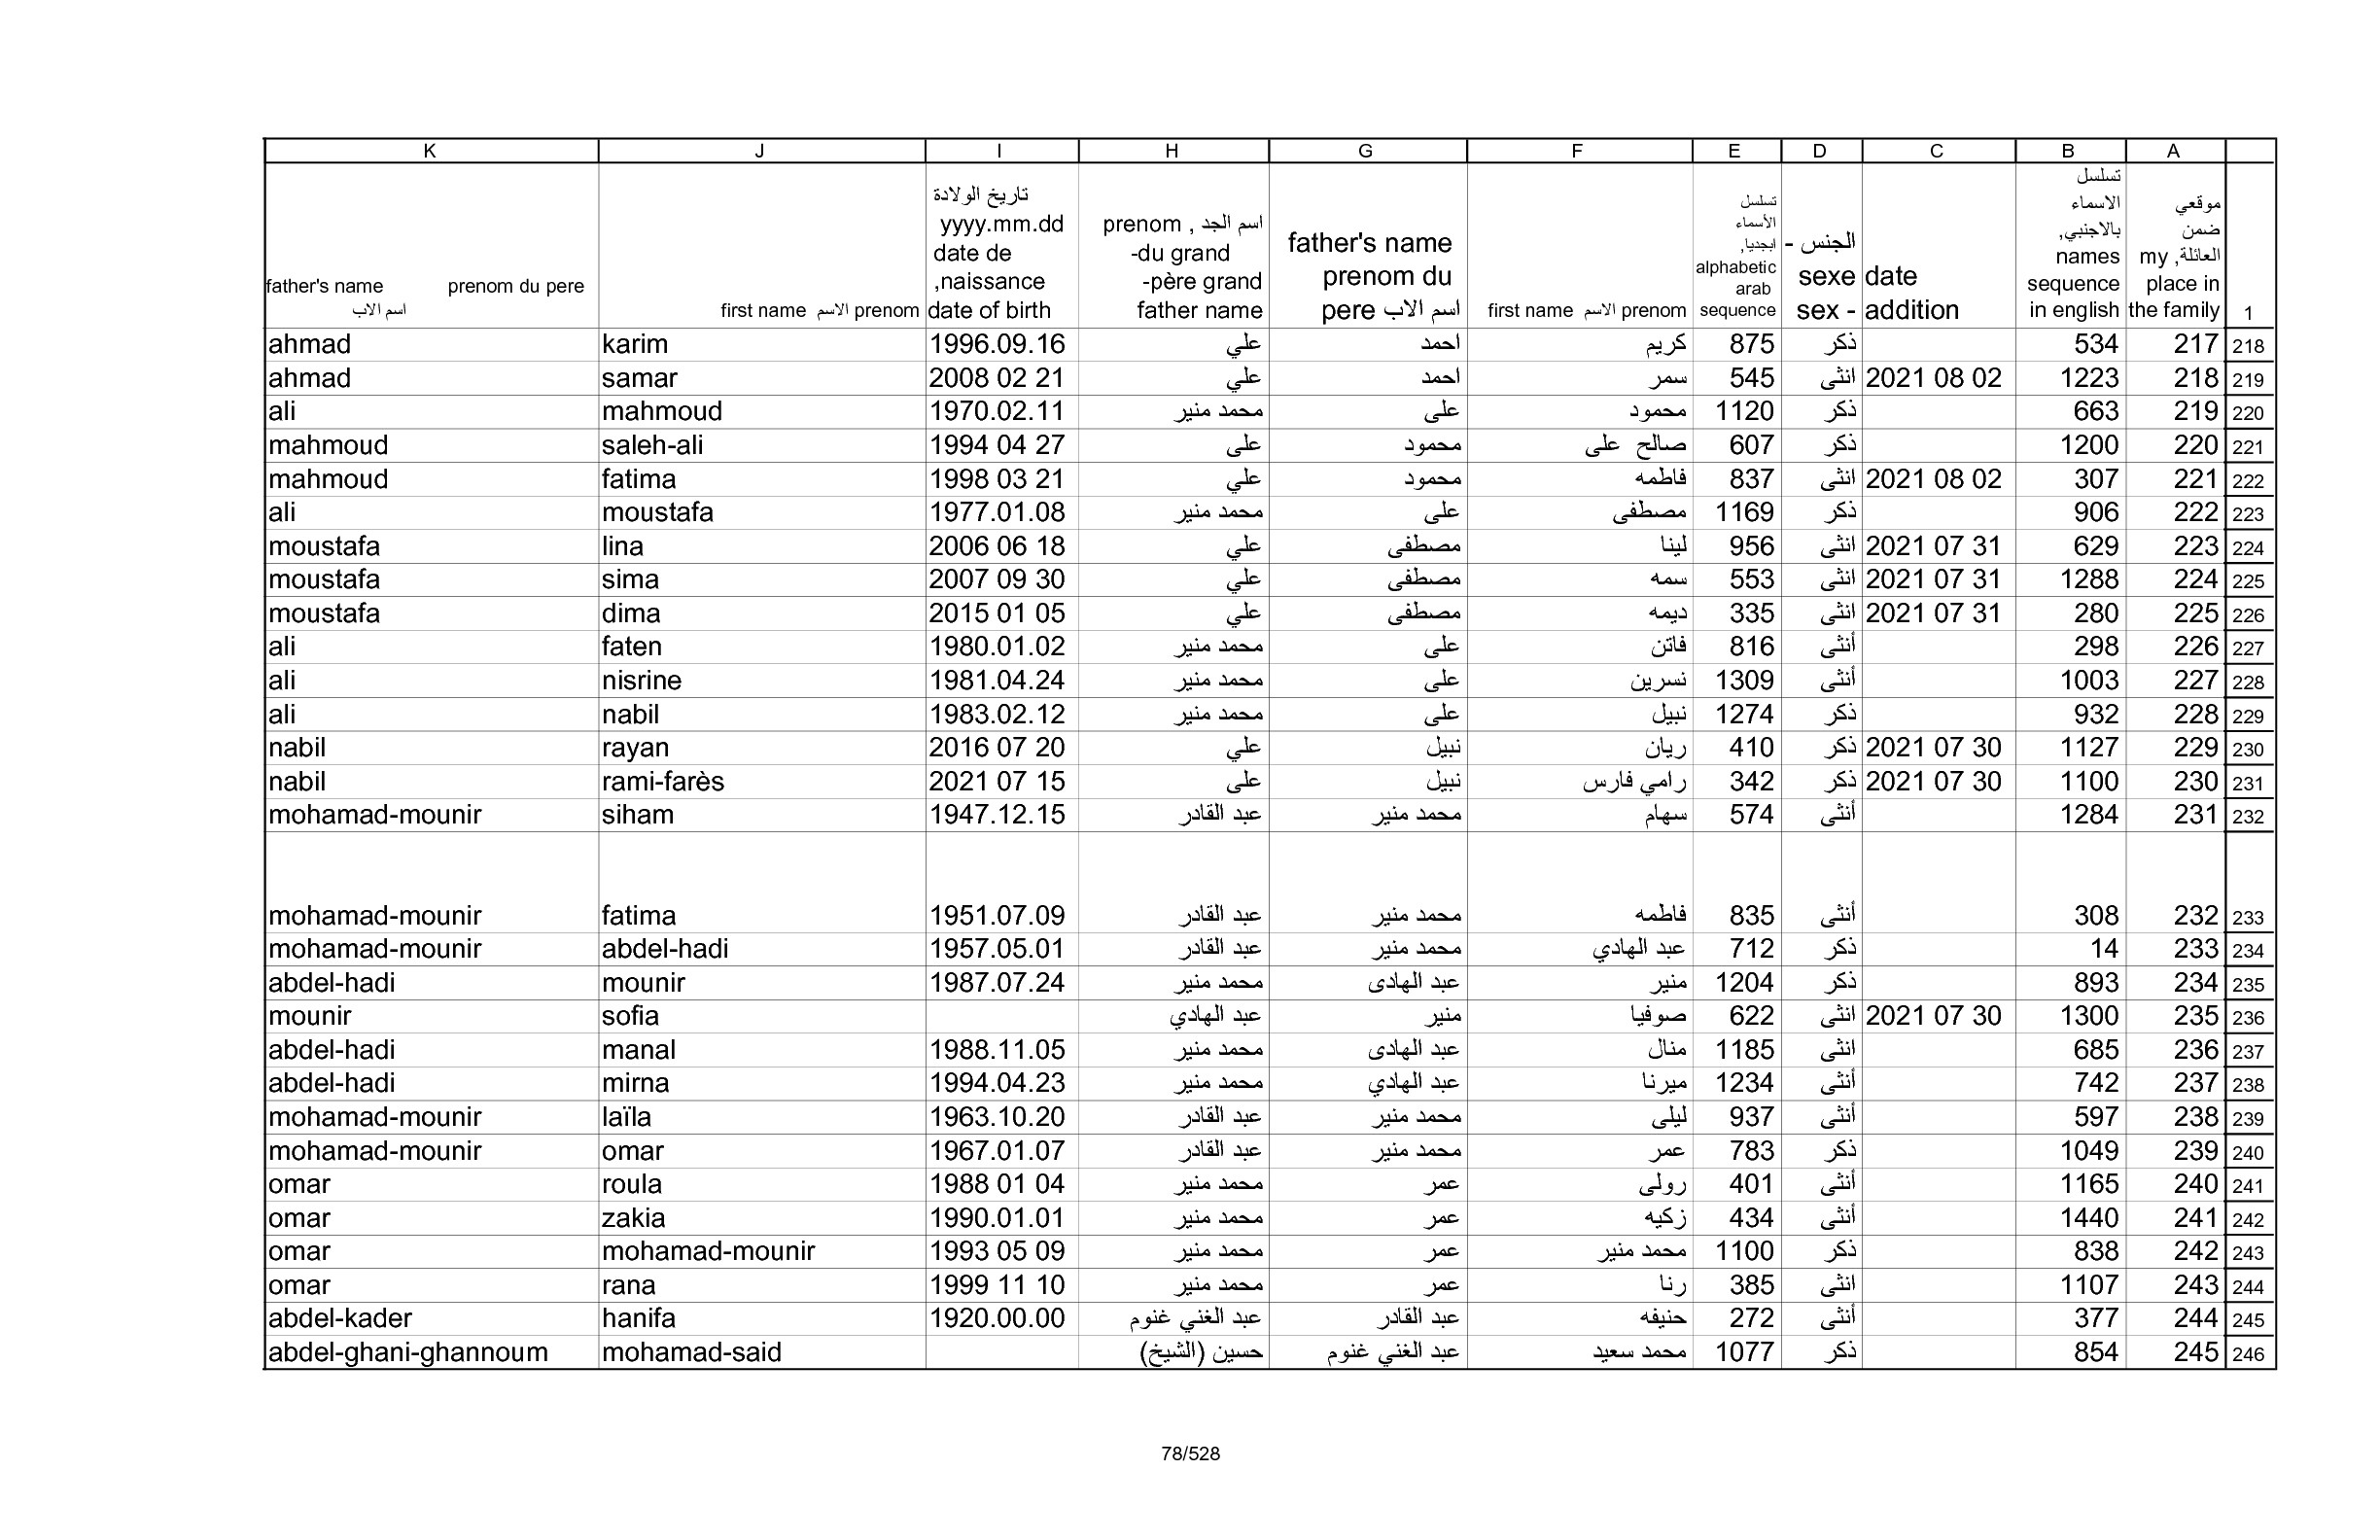 K J I H G F E D C B A
father's name prenom du pere اسم الاب
first name الاسم prenom
تاريخ الولادة yyyy.mm.dd date de naissance, date of birth
اسم الجد , prenom du grand- père grand- father name
father's name prenom du pere اسم الاب
first name الاسم prenom
تسلسل الأسماء ابجديا, alphabetic arab sequence
الجنس - sexe sex -
date addition
تسلسل الاسماء بالاجنبي, names sequence in english
موقعي ضمن العائلة, my place in the family
1
ahmad karim 1996.09.16 علي احمد كريم 875 ذكر 534 217 218
ahmad samar 2008 02 21 علي احمد سمر 545 انثى 2021 08 02 1223 218 219
ali mahmoud 1970.02.11 محمد منير على محمود 1120 ذكر 663 219 220
mahmoud saleh-ali 1994 04 27 على محمود صالح على 607 ذكر 1200 220 221
mahmoud fatima 1998 03 21 علي محمود فاطمه 837 انثى 2021 08 02 307 221 222
ali moustafa 1977.01.08 محمد منير على مصطفى 1169 ذكر 906 222 223
moustafa lina 2006 06 18 علي مصطفى لينا 956 انثى 2021 07 31 629 223 224
moustafa sima 2007 09 30 علي مصطفى سمه 553 انثى 2021 07 31 1288 224 225
moustafa dima 2015 01 05 علي مصطفى ديمه 335 انثى 2021 07 31 280 225 226
ali faten 1980.01.02 محمد منير على فاتن 816 أنثى 298 226 227
ali nisrine 1981.04.24 محمد منير على نسرين 1309 أنثى 1003 227 228
ali nabil 1983.02.12 محمد منير على نبيل 1274 ذكر 932 228 229
nabil rayan 2016 07 20 علي نبيل ريان 410 ذكر 2021 07 30 1127 229 230
nabil rami-farès 2021 07 15 على نبيل رامي فارس 342 ذكر 2021 07 30 1100 230 231
mohamad-mounir siham 1947.12.15 عبد القادر محمد منير سهام 574 أنثى 1284 231 232
mohamad-mounir fatima 1951.07.09 عبد القادر محمد منير فاطمه 835 أنثى 308 232 233
mohamad-mounir abdel-hadi 1957.05.01 عبد القادر محمد منير عبد الهادي 712 ذكر 14 233 234
abdel-hadi mounir 1987.07.24 محمد منير عبد الهادى منير 1204 ذكر 893 234 235
mounir sofia عبد الهادي منير صوفيا 622 انثى 2021 07 30 1300 235 236
abdel-hadi manal 1988.11.05 محمد منير عبد الهادى منال 1185 انثى 685 236 237
abdel-hadi mirna 1994.04.23 محمد منير عبد الهادي ميرنا 1234 أنثى 742 237 238
mohamad-mounir laïla 1963.10.20 عبد القادر محمد منير ليلى 937 أنثى 597 238 239
mohamad-mounir omar 1967.01.07 عبد القادر محمد منير عمر 783 ذكر 1049 239 240
omar roula 1988 01 04 محمد منير عمر رولى 401 أنثى 1165 240 241
omar zakia 1990.01.01 محمد منير عمر زكيه 434 أنثى 1440 241 242
omar mohamad-mounir 1993 05 09 محمد منير عمر محمد منير 1100 ذكر 838 242 243
omar rana 1999 11 10 محمد منير عمر رنا 385 انثى 1107 243 244
abdel-kader hanifa 1920.00.00 عبد الغني غنوم عبد القادر حنيفه 272 أنثى 377 244 245
abdel-ghani-ghannoum mohamad-said حسين (الشيخ) عبد الغني غنوم محمد سعيد 1077 ذكر 854 245 246
78/528